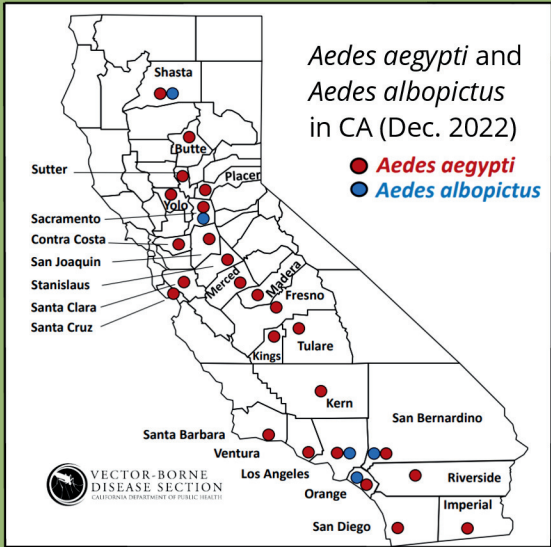 Aedes aegypti and
Aedes albopictus
in CA (Dec. 2022)
Aedes aegypti
Aedes albopictus
Shasta
Butte
Sutter
Placer
Yolo
Sacramento
Contra Costa
San Joaquin
Stanislaus
Merced
Madera
Santa Clara
Fresno
Santa Cruz
Kings
Tulare
Kern
San Bernardino
Santa Barbara
Ventura
Los Angeles
Riverside
Orange
Imperial
San Diego
VECTOR-BORNE
DISEASE SECTION
CALIFORNIA DEPARTMENT OF PUBLIC HEALTH